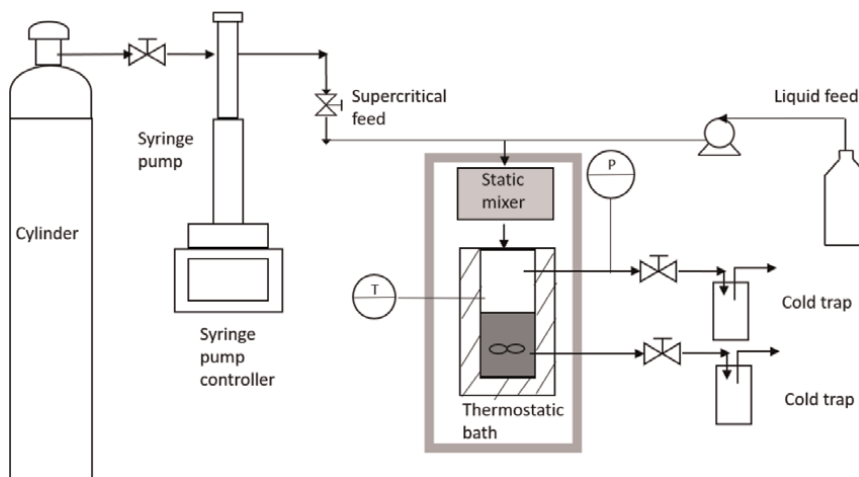 Supercritical
feed
Liquid feed
Syringe
pump
P
Static
mixer
Cylinder
T
Cold trap
Syringe
pump
controller
Thermostatic
bath
Cold trap